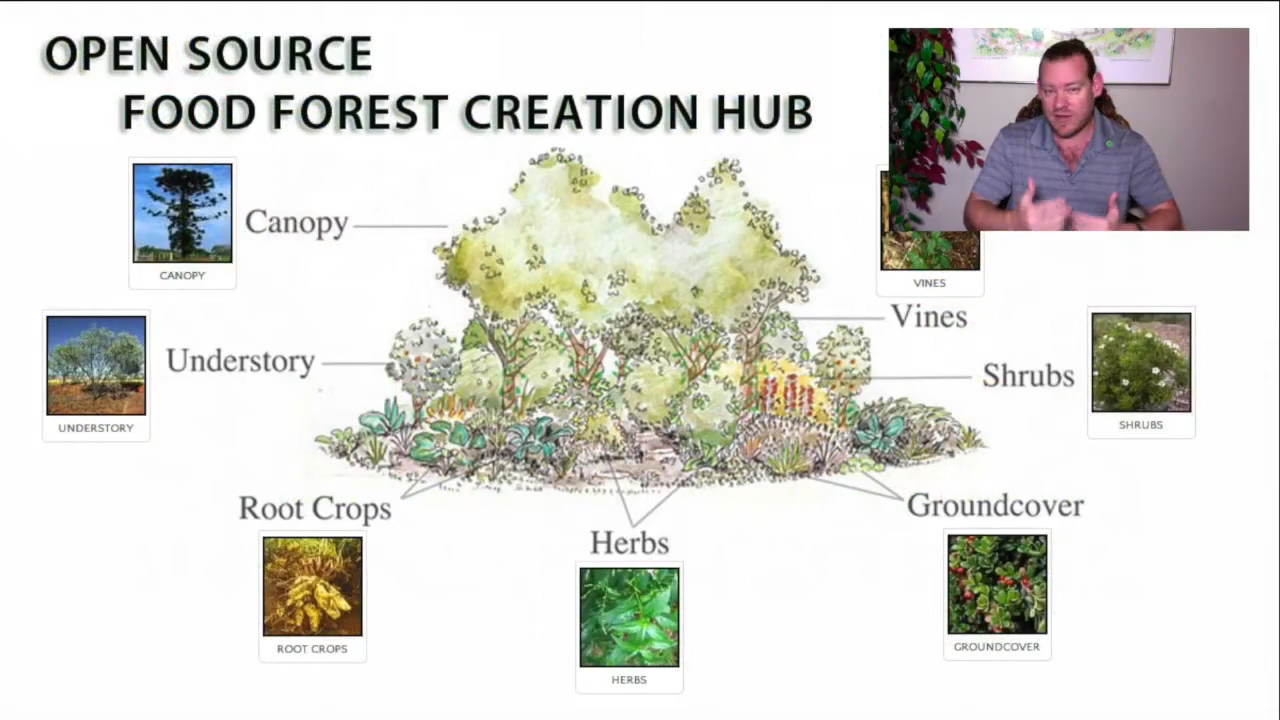 OPEN SOURCE
FOOD FOREST CREATION HUB
Canopy
CANOPY
VINES
Vines
Understory
UNDERSTORY
Shrubs
SHRUBS
Root Crops
ROOT CROPS
Herbs
HERBS
Groundcover
GROUNDCOVER